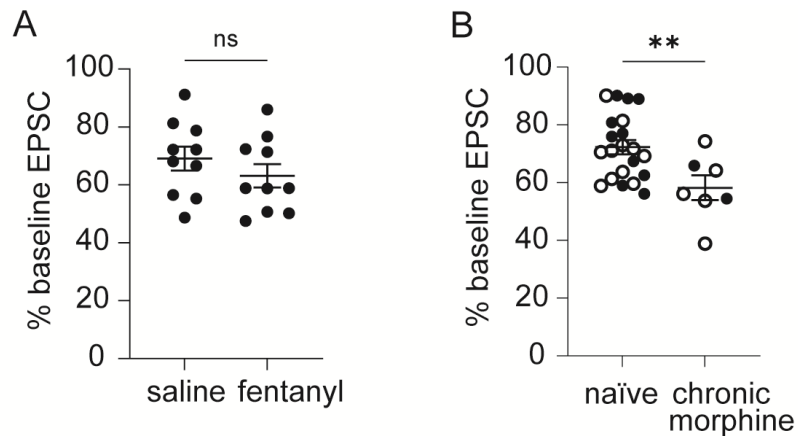 A
ns
% baseline EPSC
100
80
60
40
20
0
saline fentanyl
B
**
% baseline EPSC
100
80
60
40
20
0
naïve chronic
morphine